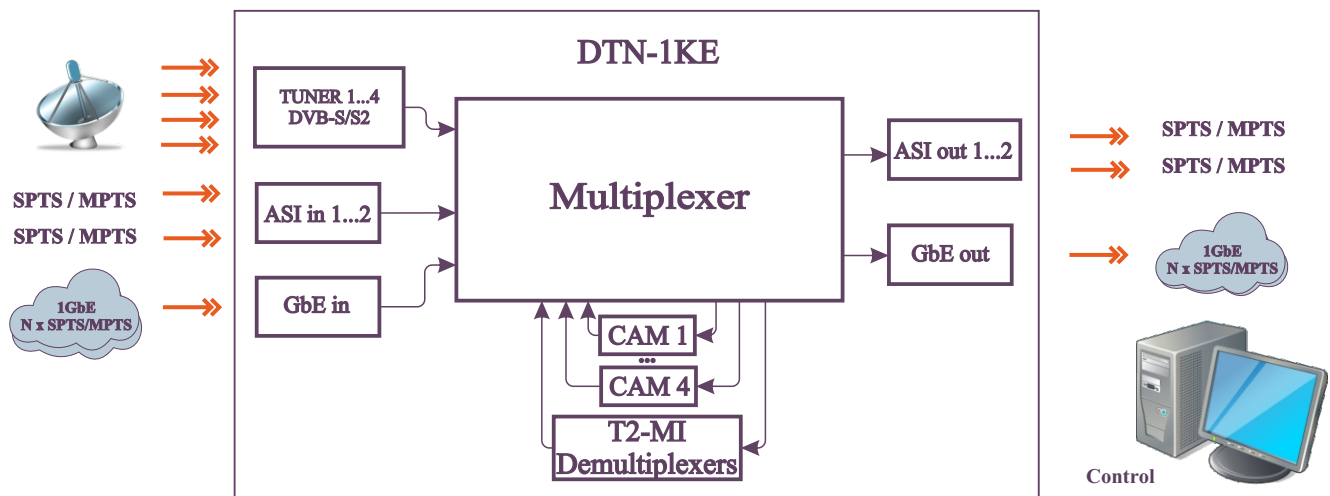 DTN-1KE
TUNER 1...4
DVB-S/S2
SPTS / MPTS
SPTS / MPTS
1GbE
N x SPTS/MPTS
ASI in 1...2
GbE in
Multiplexer
CAM 1
...
CAM 4
T2-MI
Demultiplexers
ASI out 1...2
GbE out
SPTS / MPTS
SPTS / MPTS
1GbE
N x SPTS/MPTS
Control